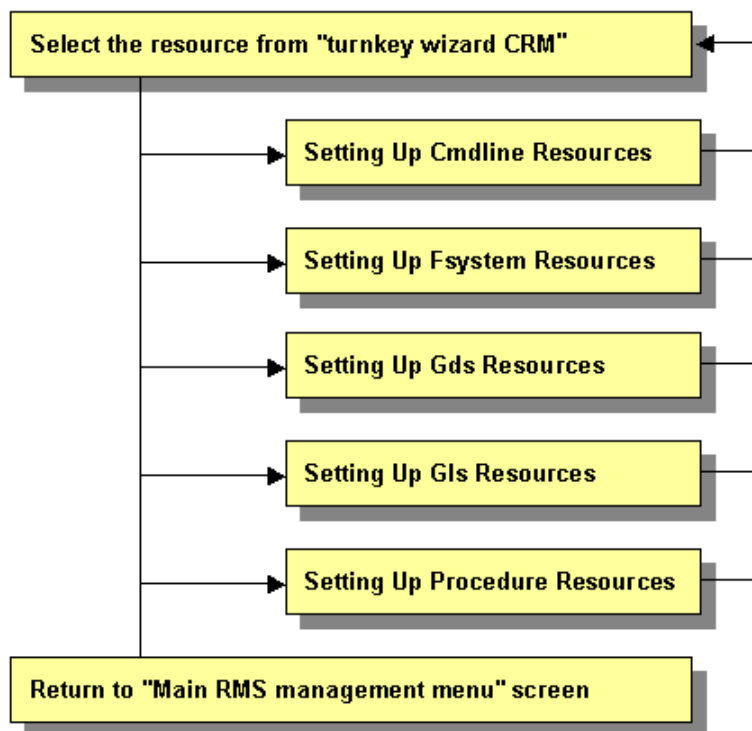 Select the resource from "turnkey wizard CRM"
Setting Up Cmdline Resources
Setting Up Fsystem Resources
Setting Up Gds Resources
Setting Up Gls Resources
Setting Up Procedure Resources
Return to "Main RMS management menu" screen